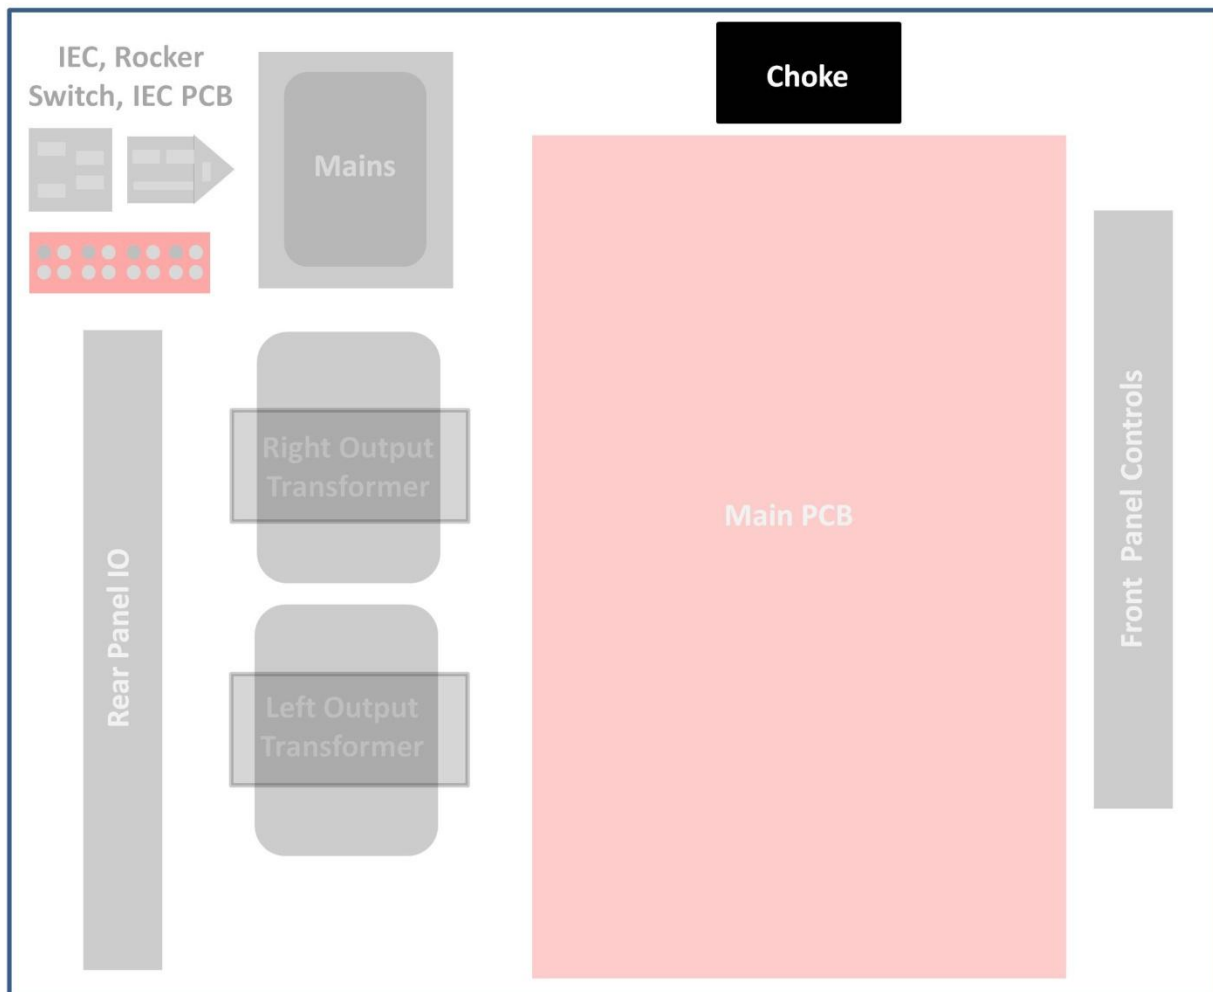 IEC, Rocker
Switch, IEC PCB
Choke
Mains
Right Output
Transformer
Main PCB
Front Panel Controls
Rear Panel IO
Left Output
Transformer